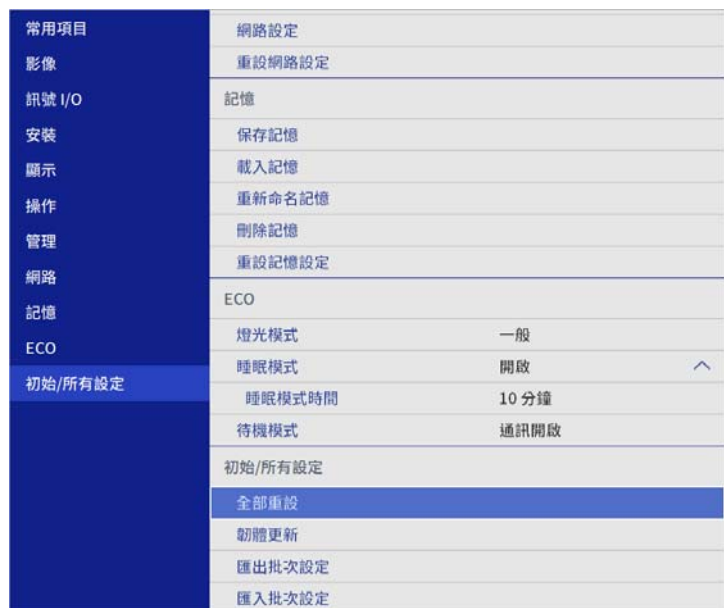 常用項目
影像
訊號 I/O
安裝
顯示
操作
管理
網路
記憶
ECO
初始/所有設定
網路設定
重設網路設定
記憶
保存記憶
載入記憶
重新命名記憶
刪除記憶
重設記憶設定
ECO
燈光模式 一般
睡眠模式 開啟
睡眠模式時間 10 分鐘
待機模式 通訊開啟
初始/所有設定
全部重設
韌體更新
匯出批次設定
匯入批次設定